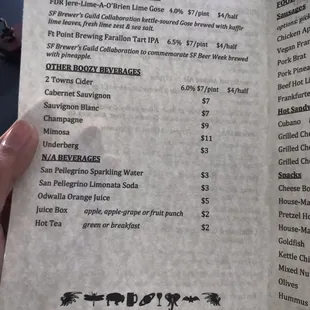 FDR Jere-Lime-A-O'Brien Lime Gose 4.0% $7/pint $4/half
SF Brewer's Guild Collaboration kettle-soured Gose brewed with kaffir
lime leaves, fresh lime zest & sea salt.
Ft Point Brewing Farallon Tart IPA 6.5% $7/pint $4/half
SF Brewer's Guild Collaboration to commemorate SF Beer Week brewed
with pineapple.
OTHER BOOZY BEVERAGES
2 Towns Cider 6.0% $7/pint $4/half
Cabernet Sauvignon $7
Sauvignon Blanc $7
Champagne $9
Mimosa $11
Underberg $3
N/A BEVERAGES
San Pellegrino Sparkling Water $3
San Pellegrino Limonata Soda $3
Odwalla Orange Juice $5
Juice Box apple, apple-grape or fruit punch $2
Hot Tea green or breakfast $2
Sausages
Chicken Ap
Vegan Fra
Pork Brat
Pork Pinea
Beef Hot Li
Frankfurte
Hot Sandw
Cubano
Grilled Che
Grilled Che
Grilled Che
Snacks
Cheese Bo
House-Ma
Pretzel Ho
House-Ma
Goldfish
Kettle Chi
Mixed Nu
Olives
Hummus